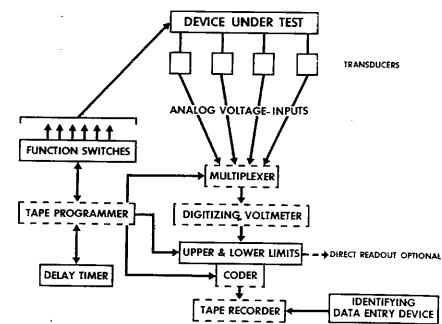 DEVICE UNDER TEST
TRANSDUCERS
ANALOG VOLTAGE-INPUTS
FUNCTION SWITCHES
MULTIPLEXER
TAPE PROGRAMMER
DIGITIZING VOLTMETER
UPPER & LOWER LIMITS
DIRECT READOUT OPTIONAL
DELAY TIMER
CODER
TAPE RECORDER
IDENTIFYING
DATA ENTRY DEVICE